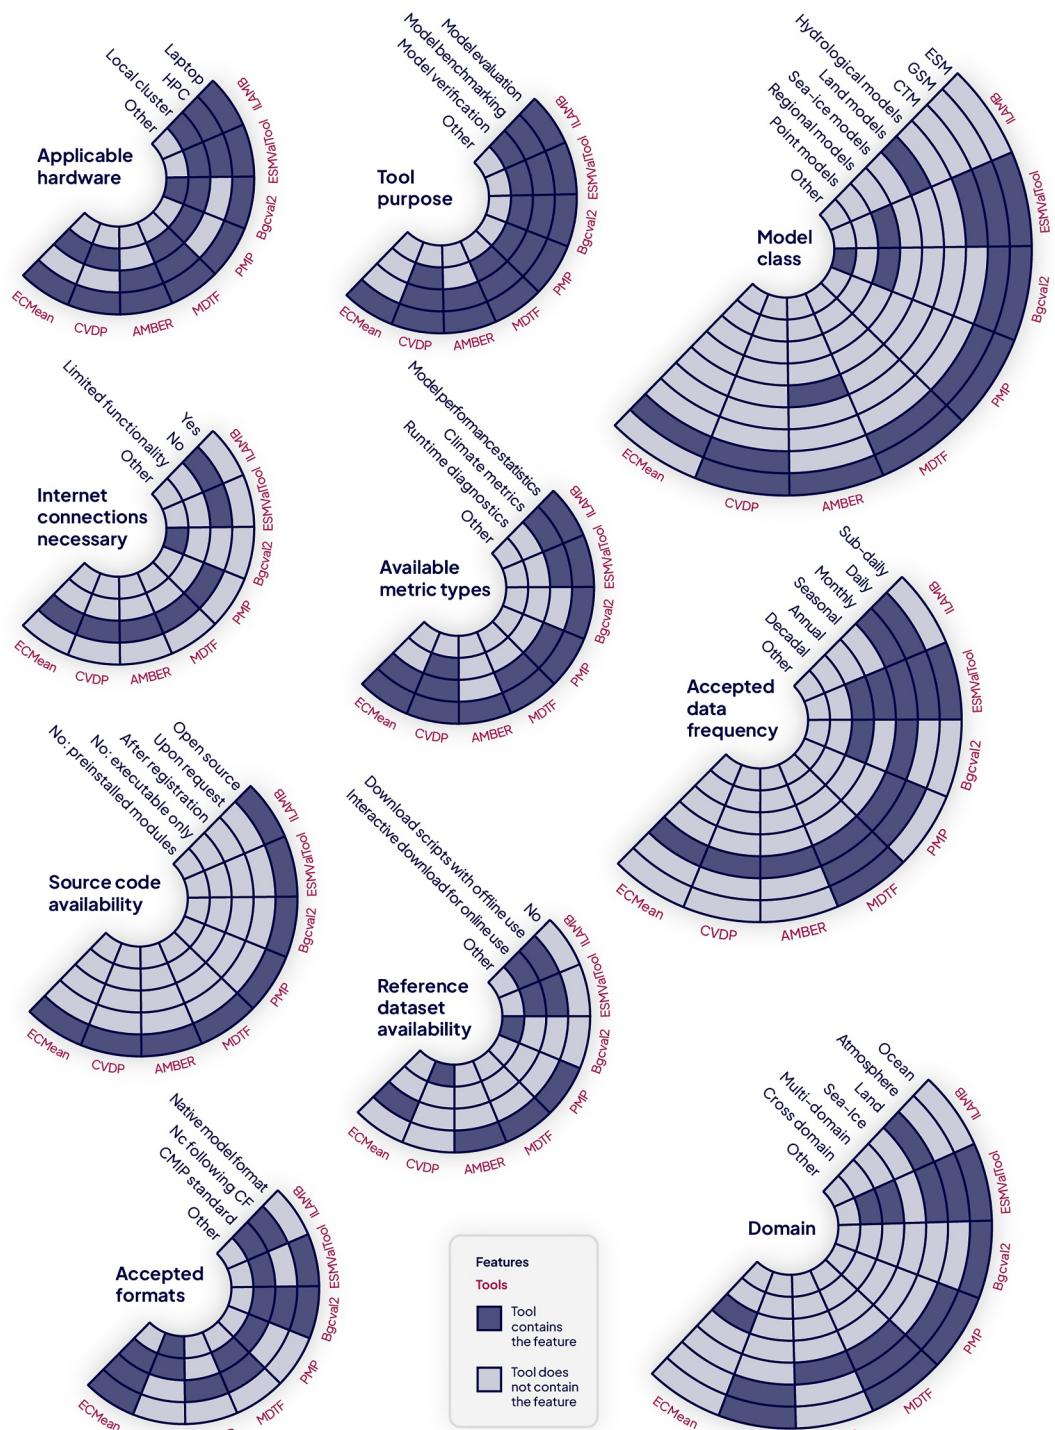 Laptop
HPC
Local cluster
Other
Applicable
hardware
ILAMB
ESMValTool
Bgcval2
PMP
MDTF
AMBER
CVDP
ECMean
Model evaluation
Model benchmarking
Model verification
Other
Tool
purpose
ILAMB
ESMValTool
Bgcval2
PMP
MDTF
AMBER
CVDP
ECMean
ESM
GSM
CTM
Hydrological models
Land models
Sea-ice models
Regional models
Point models
Other
Model
class
ILAMB
ESMValTool
Bgcval2
PMP
MDTF
AMBER
CVDP
ECMean
Yes
No
Limited functionality
Other
Internet
connections
necessary
ILAMB
ESMValTool
Bgcval2
PMP
MDTF
AMBER
CVDP
ECMean
Model performance statistics
Climate metrics
Runtime diagnostics
Other
Available
metric types
ILAMB
ESMValTool
Bgcval2
PMP
MDTF
AMBER
CVDP
ECMean
Sub-daily
Daily
Monthly
Seasonal
Annual
Decadal
Other
Accepted
data
frequency
ILAMB
ESMValTool
Bgcval2
PMP
MDTF
AMBER
CVDP
ECMean
Open source
Upon request
After registration
No: executable only
No: preinstalled modules
Source code
availability
ILAMB
ESMValTool
Bgcval2
PMP
MDTF
AMBER
CVDP
ECMean
No
Download scripts with offline use
Interactive download for online use
Other
Reference
dataset
availability
ILAMB
ESMValTool
Bgcval2
PMP
MDTF
AMBER
CVDP
ECMean
Native model format
Nc following CF
CMIP standard
Other
Accepted
formats
ILAMB
ESMValTool
Bgcval2
PMP
MDTF
ECMean
Ocean
Atmosphere
Land
Sea-Ice
Multi-domain
Cross domain
Other
Domain
ILAMB
ESMValTool
Bgcval2
PMP
MDTF
ECMean
Features
Tools
Tool
contains
the feature
Tool does
not contain
the feature